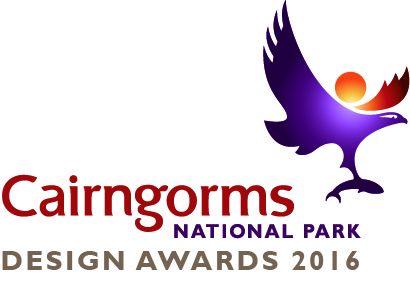 Cairngorms
NATIONAL PARK
DESIGN AWARDS 2016